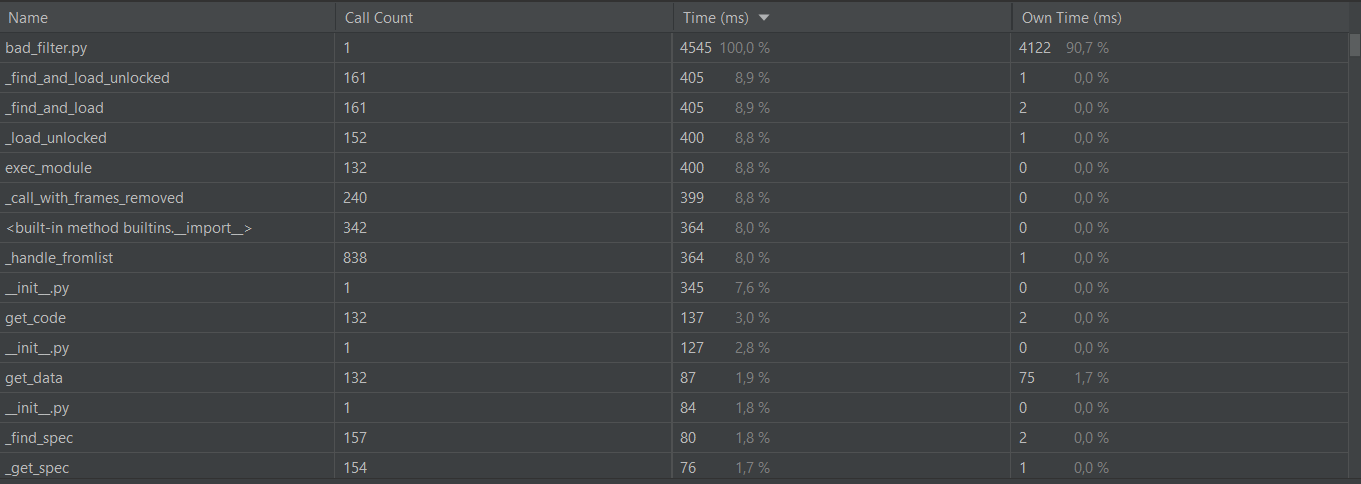 Name Call Count Time (ms) Own Time (ms)
bad_filter.py 1 4545 100,0 % 4122 90,7 %
_find_and_load_unlocked 161 405 8,9 % 1 0,0 %
_find_and_load 161 405 8,9 % 2 0,0 %
_load_unlocked 152 400 8,8 % 1 0,0 %
exec_module 132 400 8,8 % 0 0,0 %
_call_with_frames_removed 240 399 8,8 % 0 0,0 %
<built-in method builtins.__import__> 342 364 8,0 % 0 0,0 %
_handle_fromlist 838 364 8,0 % 1 0,0 %
__init__.py 1 345 7,6 % 0 0,0 %
get_code 132 137 3,0 % 2 0,0 %
__init__.py 1 127 2,8 % 0 0,0 %
get_data 132 87 1,9 % 75 1,7 %
__init__.py 1 84 1,8 % 0 0,0 %
_find_spec 157 80 1,8 % 2 0,0 %
_get_spec 154 76 1,7 % 1 0,0 %